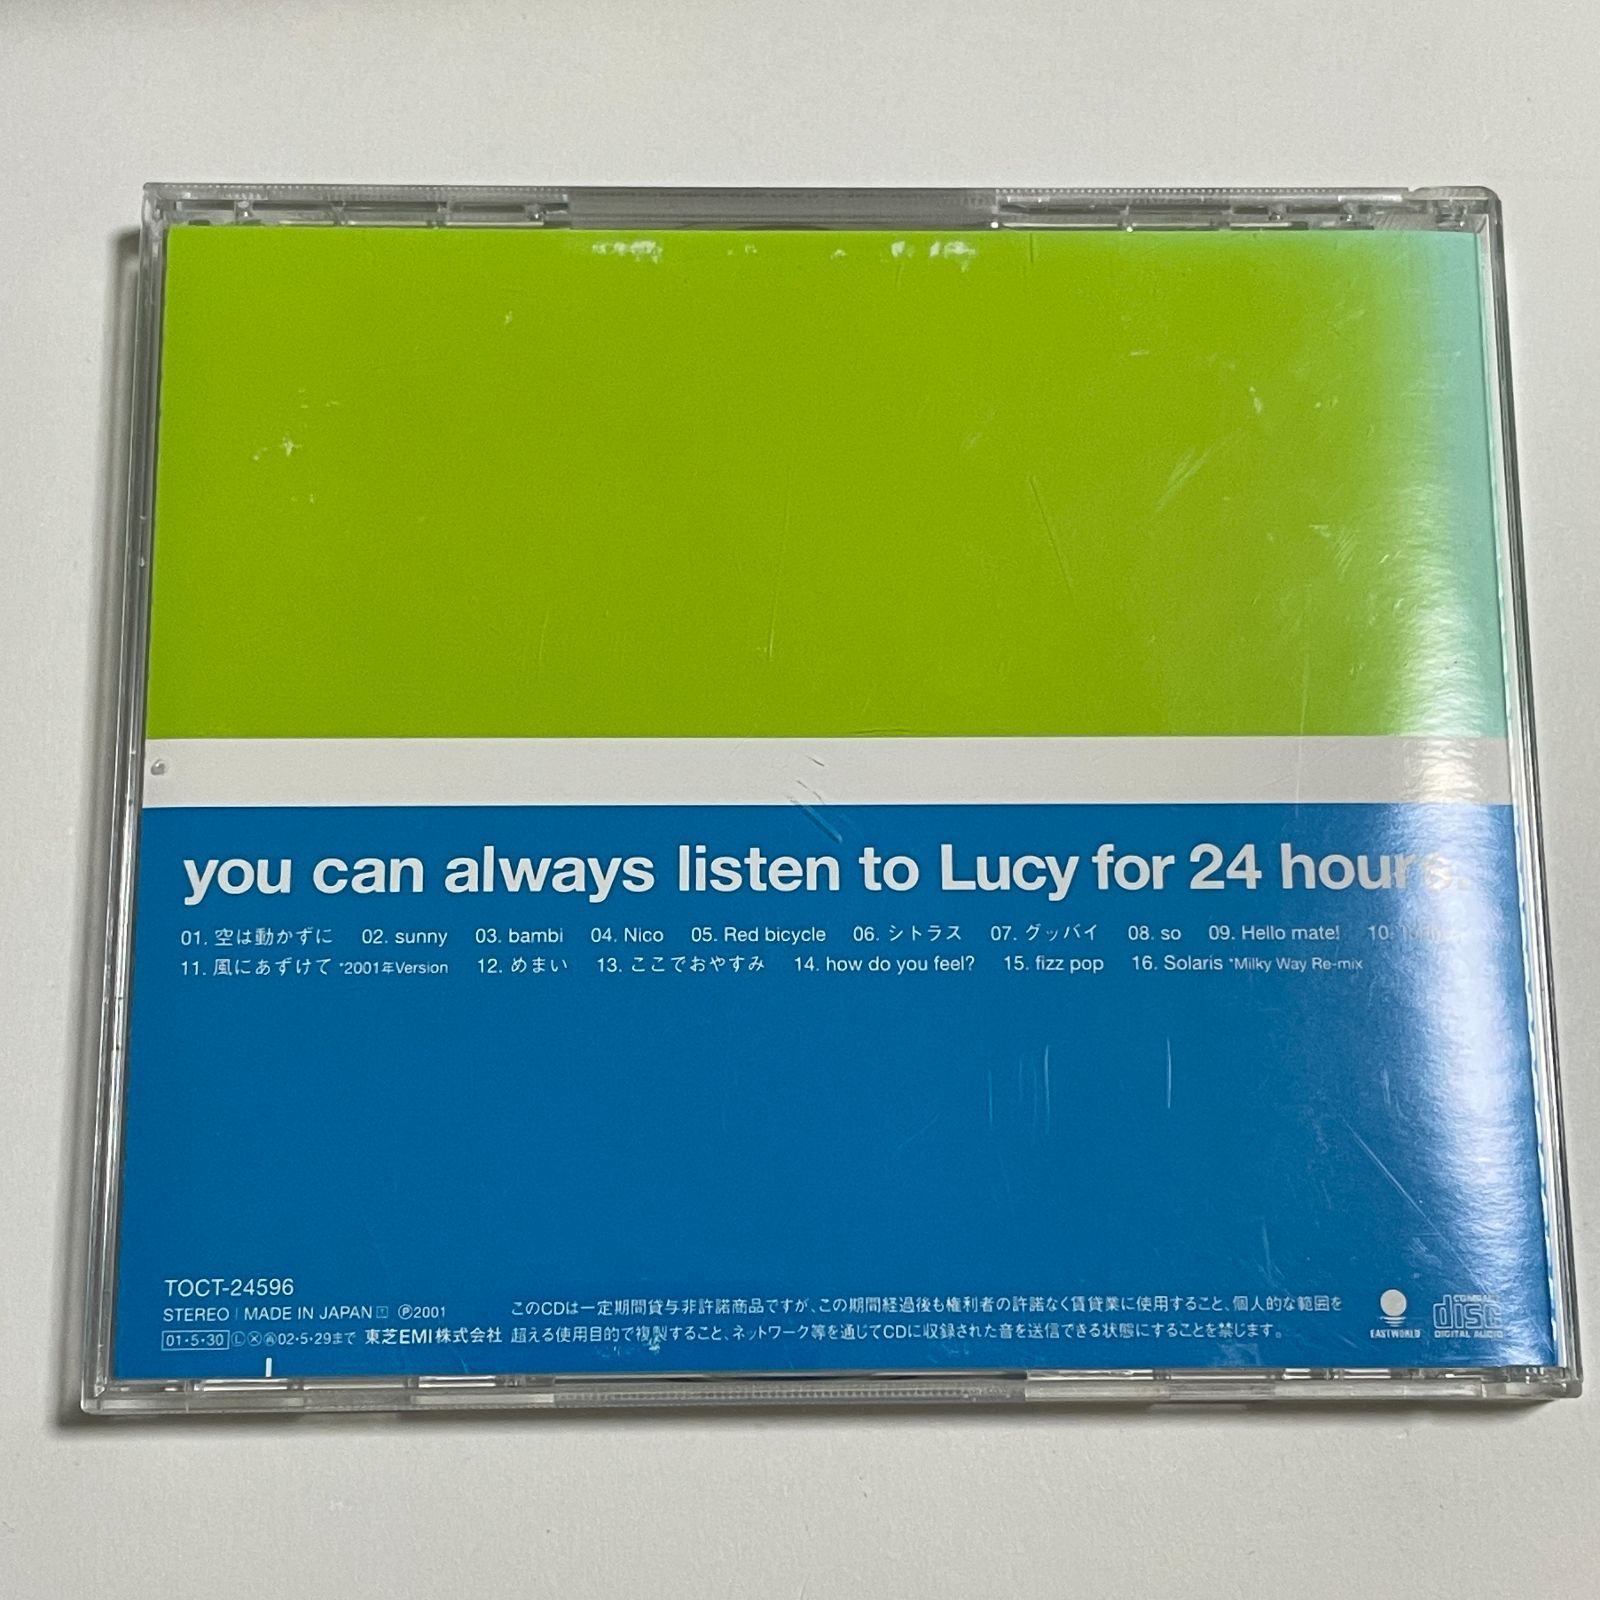 you can always listen to Lucy for 24 hours.
01. 空は動かずに 02. sunny 03. bambi 04. Nico 05. Red bicycle 06. シトラス 07. グッバイ 08. so 09. Hello mate! 10.
11. 風にあずけて *2001年Version 12. めまい 13. ここでおやすみ 14. how do you feel? 15. fizz pop 16. Solaris *Milky Way Re-mix
TOCT-24596
STEREO | MADE IN JAPAN T Ⓟ2001
01・5・30 Ⓛ Ⓧ 02・5・29まで 東芝EMI株式会社
このCDは一定期間貸与非許諾商品ですが、この期間経過後も権利者の許諾なく賃貸業に使用すること、個人的な範囲を
超える使用目的で複製すること、ネットワーク等を通じてCDに収録された音を送信できる状態にすることを禁じます。
EASTWORLD
COMPACT
disc
DIGITAL AUDIO